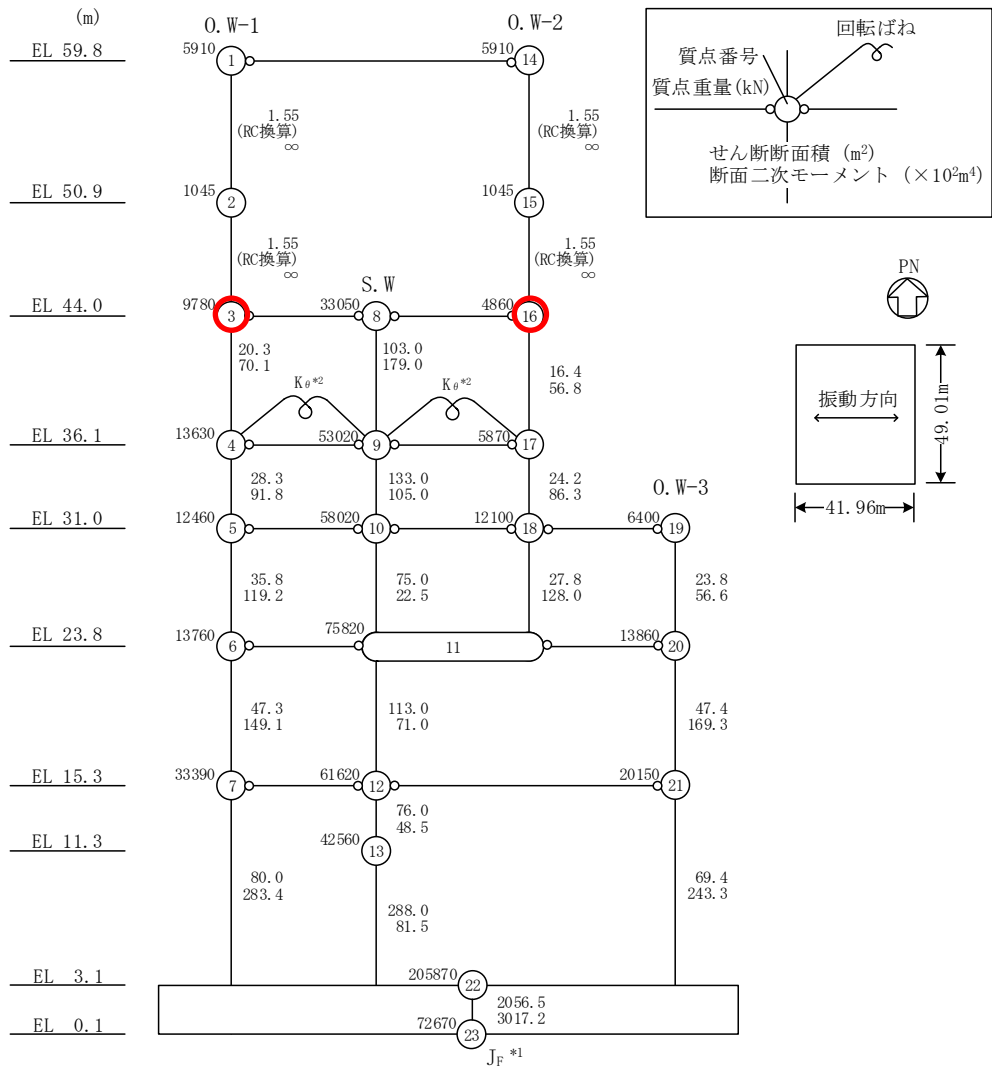 (m)
O.W-1
O.W-2
EL 59.8
5910
1
5910
14
1.55
(RC換算)
∞
1.55
(RC換算)
∞
EL 50.9
1045
2
1045
15
1.55
(RC換算)
∞
1.55
(RC換算)
∞
S.W
EL 44.0
9780
3
33050
8
4860
16
20.3
70.1
103.0
179.0
16.4
56.8
Kθ*2
Kθ*2
EL 36.1
13630
4
53020
9
5870
17
28.3
91.8
133.0
105.0
24.2
86.3
O.W-3
EL 31.0
12460
5
58020
10
12100
18
6400
19
35.8
119.2
75.0
22.5
27.8
128.0
23.8
56.6
EL 23.8
13760
6
75820
11
13860
20
47.3
149.1
113.0
71.0
47.4
169.3
EL 15.3
33390
7
61620
12
20150
21
76.0
48.5
EL 11.3
42560
13
80.0
283.4
288.0
81.5
69.4
243.3
EL 3.1
205870
22
2056.5
3017.2
EL 0.1
72670
23
JF *1
回転ばね
質点番号
質点重量(kN)
せん断断面積 (m²)
断面二次モーメント (×10²m⁴)
PN
振動方向
49.01m
41.96m